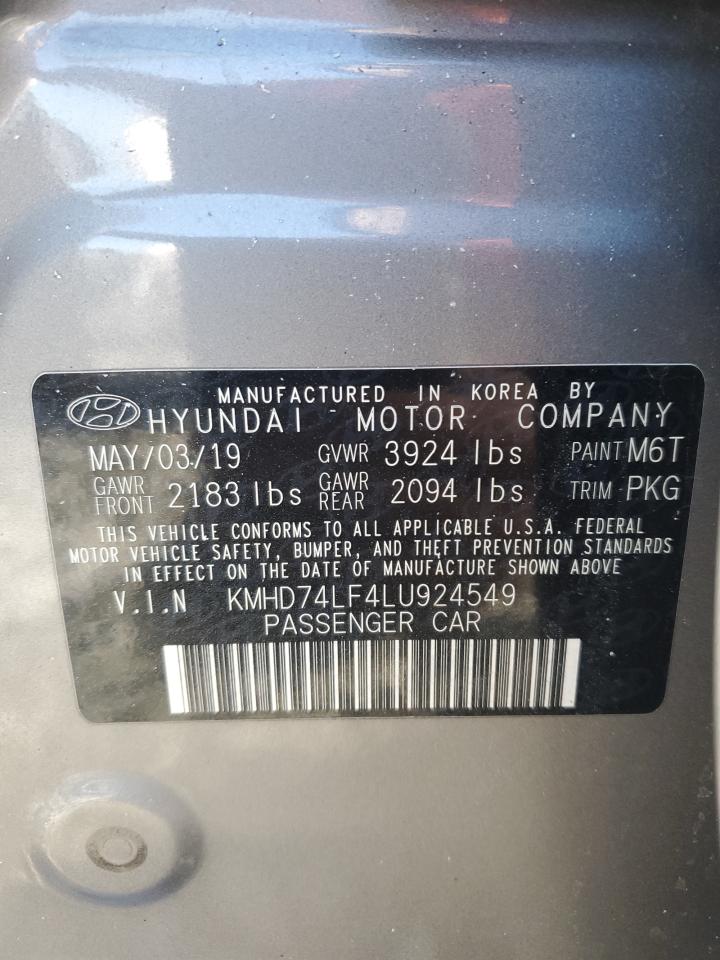 MANUFACTURED IN KOREA BY
HYUNDAI MOTOR COMPANY
MAY/03/19 GVWR 3924 lbs PAINT M6T
GAWR FRONT 2183 lbs GAWR REAR 2094 lbs TRIM PKG
THIS VEHICLE CONFORMS TO ALL APPLICABLE U.S.A. FEDERAL
MOTOR VEHICLE SAFETY, BUMPER, AND THEFT PREVENTION STANDARDS
IN EFFECT ON THE DATE OF MANUFACTURE SHOWN ABOVE
V.I.N KMHD74LF4LU924549
PASSENGER CAR